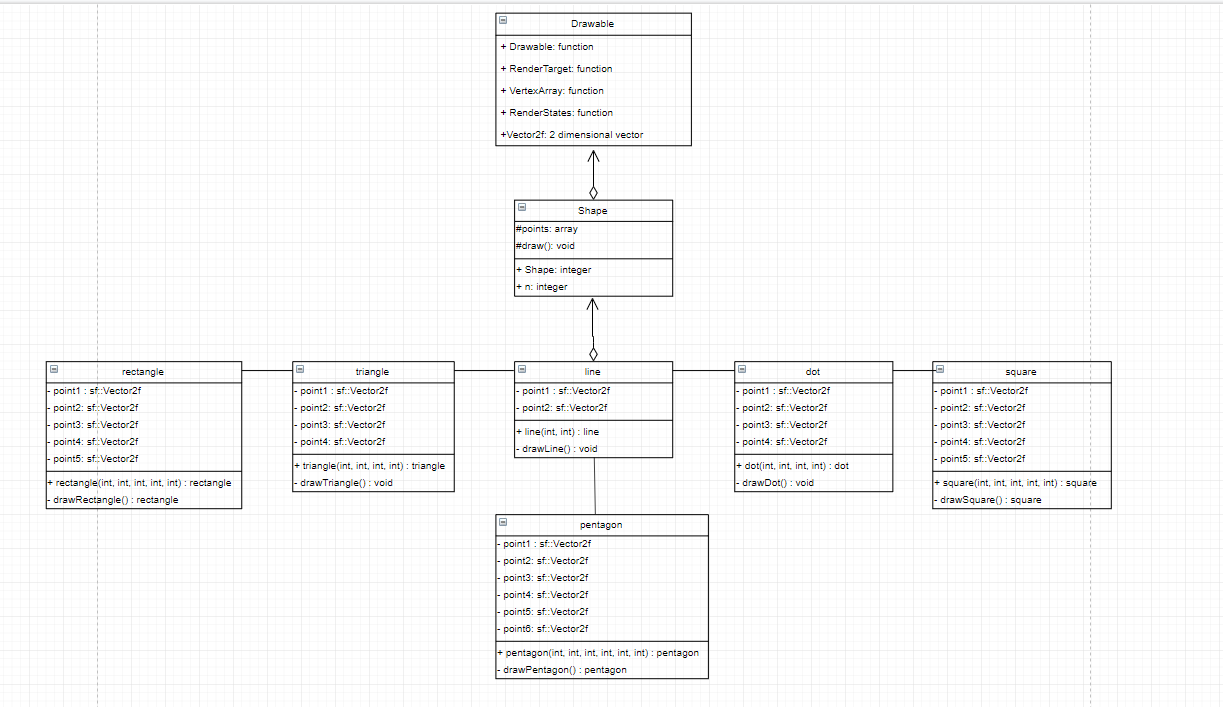 Drawable
+ Drawable: function
+ RenderTarget: function
+ VertexArray: function
+ RenderStates: function
+Vector2f: 2 dimensional vector
Shape
#points: array
#draw(): void
+ Shape: integer
+ n: integer
rectangle
- point1 : sf::Vector2f
- point2: sf::Vector2f
- point3: sf::Vector2f
- point4: sf::Vector2f
- point5: sf::Vector2f
+ rectangle(int, int, int, int, int) : rectangle
- drawRectangle() : rectangle
triangle
- point1 : sf::Vector2f
- point2: sf::Vector2f
- point3: sf::Vector2f
- point4: sf::Vector2f
+ triangle(int, int, int, int) : triangle
- drawTriangle() : void
line
- point1 : sf::Vector2f
- point2: sf::Vector2f
+ line(int, int) : line
- drawLine() : void
dot
- point1 : sf::Vector2f
- point2: sf::Vector2f
- point3: sf::Vector2f
- point4: sf::Vector2f
+ dot(int, int, int, int) : dot
- drawDot() : void
square
- point1 : sf::Vector2f
- point2: sf::Vector2f
- point3: sf::Vector2f
- point4: sf::Vector2f
- point5: sf::Vector2f
+ square(int, int, int, int, int) : square
- drawSquare() : square
pentagon
- point1 : sf::Vector2f
- point2: sf::Vector2f
- point3: sf::Vector2f
- point4: sf::Vector2f
- point5: sf::Vector2f
- point6: sf::Vector2f
+ pentagon(int, int, int, int, int, int) : pentagon
- drawPentagon() : pentagon